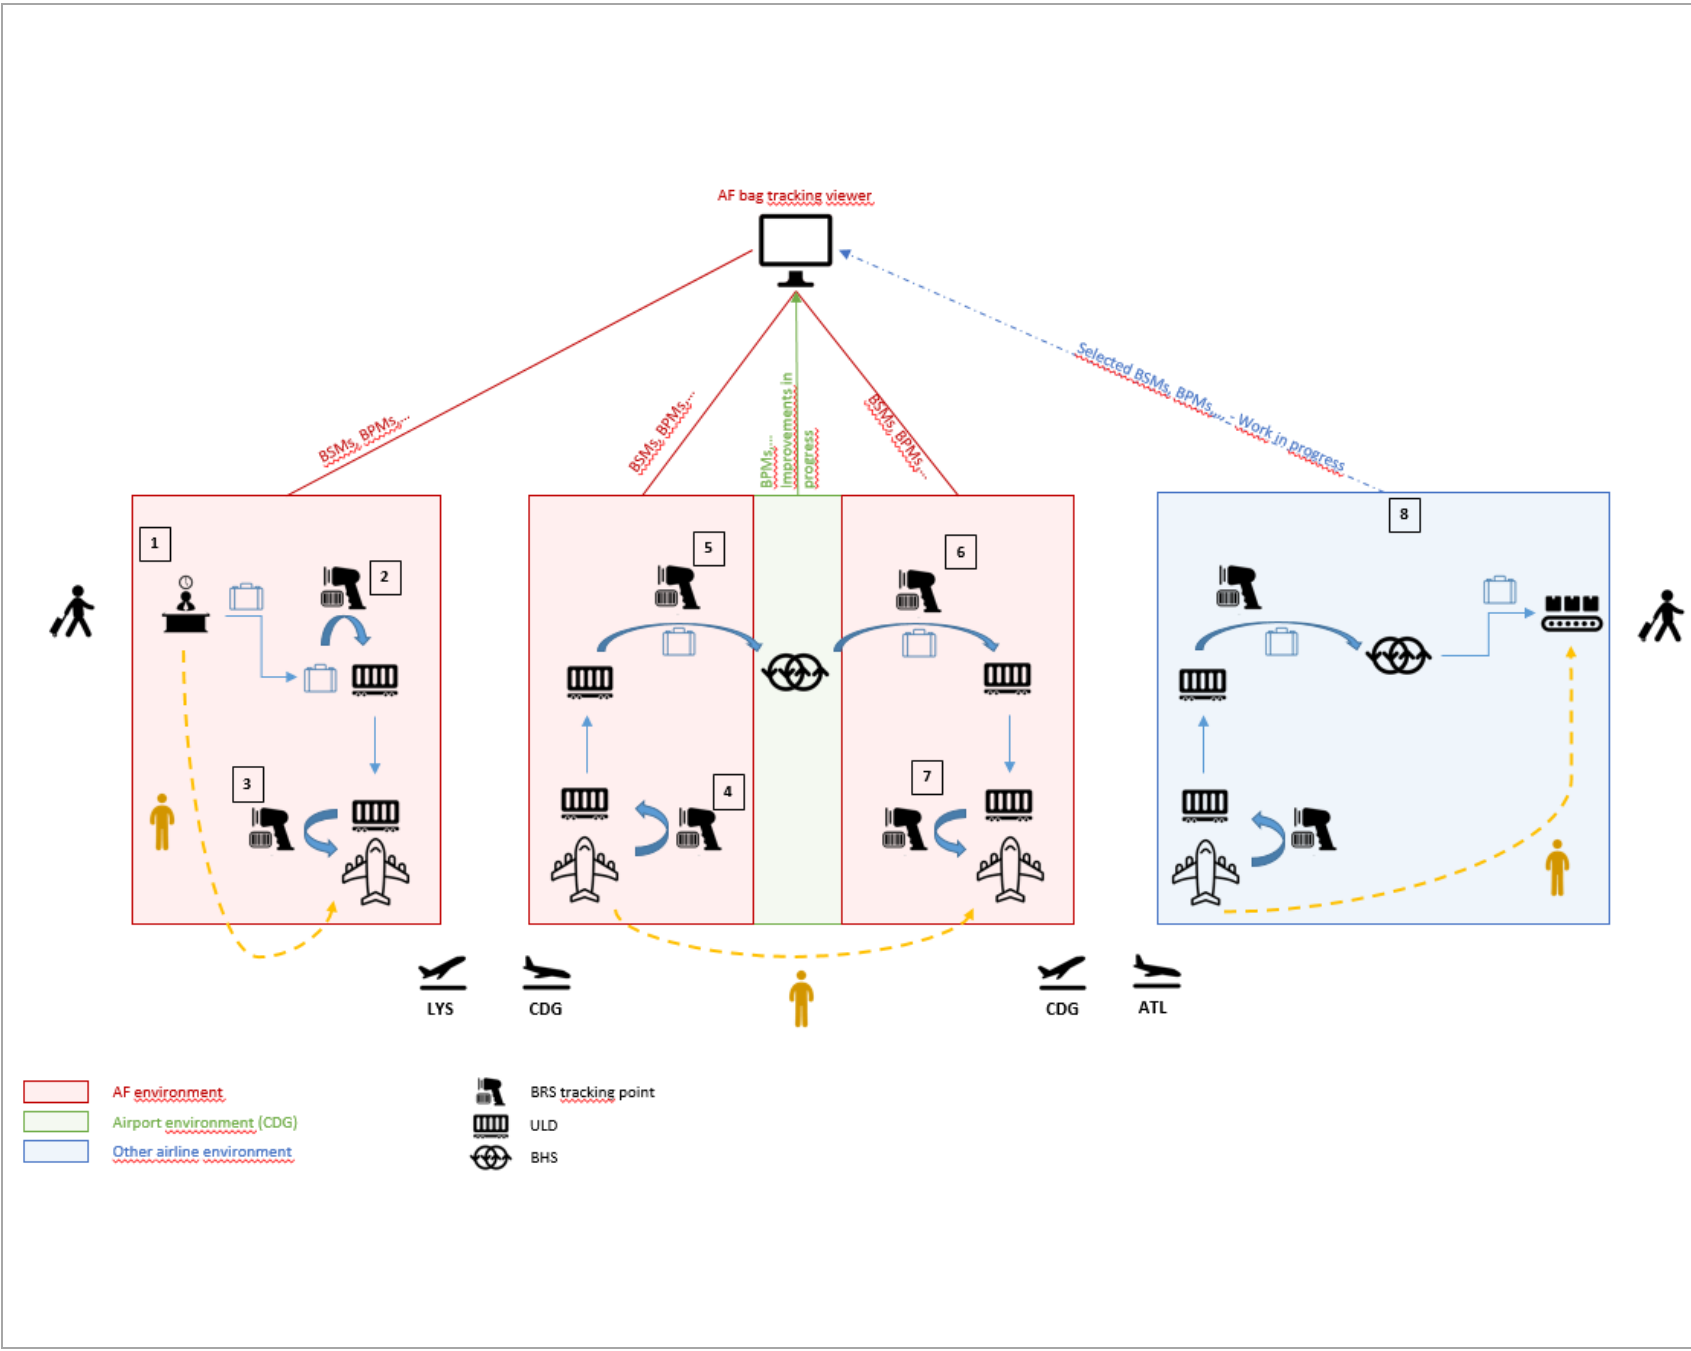 AF bag tracking viewer
BSMs, BPMs,...
BSMs, BPMs,...
BPMs,...
improvements in
progress
BSMs, BPMs,...
Selected BSMs, BPMs,... - Work in progress
1
2
3
4
5
6
7
8
LYS
CDG
CDG
ATL
AF environment
Airport environment (CDG)
Other airline environment
BRS tracking point
ULD
BHS